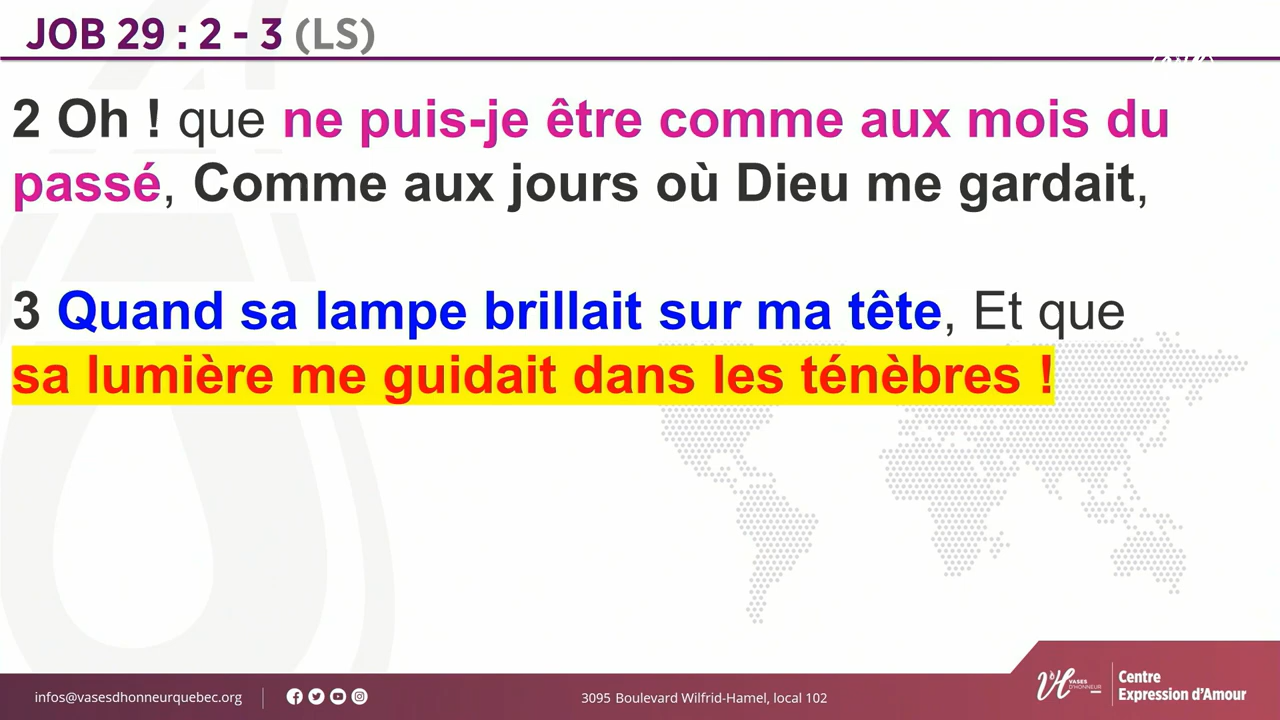 JOB 29 : 2 - 3 (LS)
2 Oh ! que ne puis-je être comme aux mois du
passé, Comme aux jours où Dieu me gardait,
3 Quand sa lampe brillait sur ma tête, Et que
sa lumière me guidait dans les ténèbres !
infos@vasesdhonneurquebec.org
3095 Boulevard Wilfrid-Hamel, local 102
VASES
D'HONNEUR
Centre
Expression d'Amour